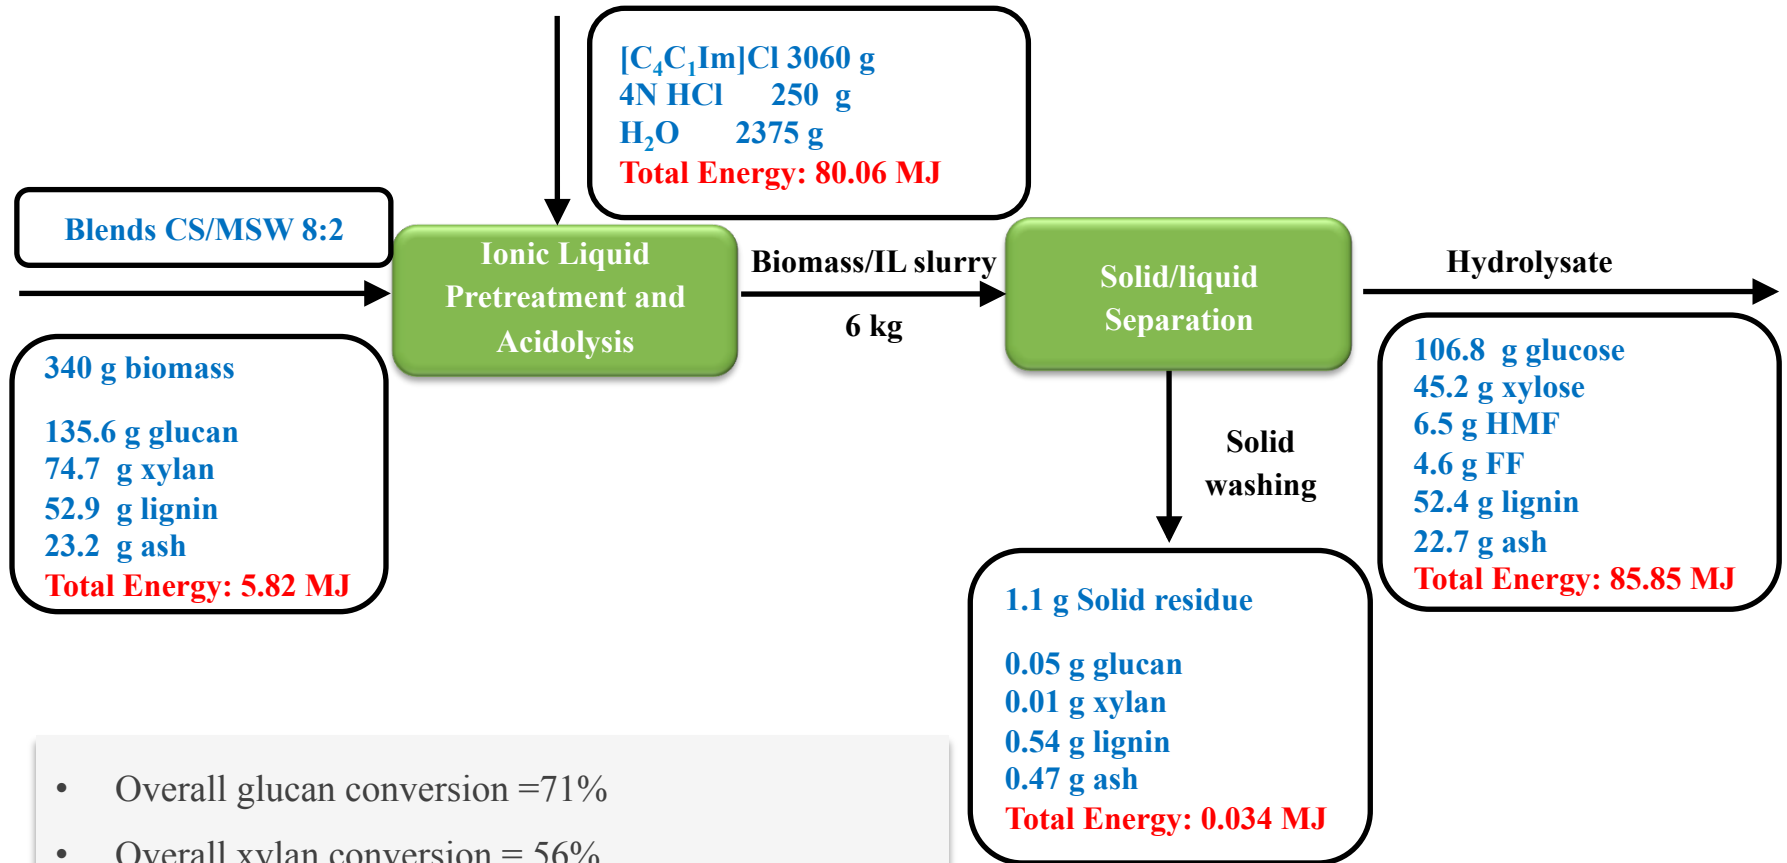 [C₄C₁Im]Cl 3060 g
4N HCl 250 g
H₂O 2375 g
Total Energy: 80.06 MJ
Blends CS/MSW 8:2
Ionic Liquid
Pretreatment and
Acidolysis
Biomass/IL slurry
6 kg
Solid/liquid
Separation
Hydrolysate
340 g biomass
135.6 g glucan
74.7 g xylan
52.9 g lignin
23.2 g ash
Total Energy: 5.82 MJ
106.8 g glucose
45.2 g xylose
6.5 g HMF
4.6 g FF
52.4 g lignin
22.7 g ash
Total Energy: 85.85 MJ
Solid
washing
1.1 g Solid residue
0.05 g glucan
0.01 g xylan
0.54 g lignin
0.47 g ash
Total Energy: 0.034 MJ
• Overall glucan conversion =71%
• Overall xylan conversion = 56%